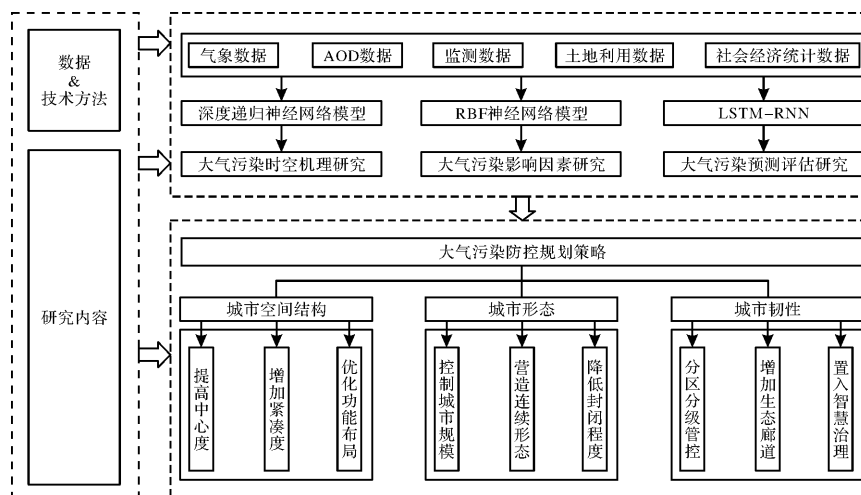 数据
&
技术方法
研究内容
气象数据
AOD数据
监测数据
土地利用数据
社会经济统计数据
深度递归神经网络模型
RBF神经网络模型
LSTM-RNN
大气污染时空机理研究
大气污染影响因素研究
大气污染预测评估研究
大气污染防控规划策略
城市空间结构
城市形态
城市韧性
提高中心度
增加紧凑度
优化功能布局
控制城市规模
营造连续形态
降低封闭程度
分区分级管控
增加生态廊道
置入智慧治理